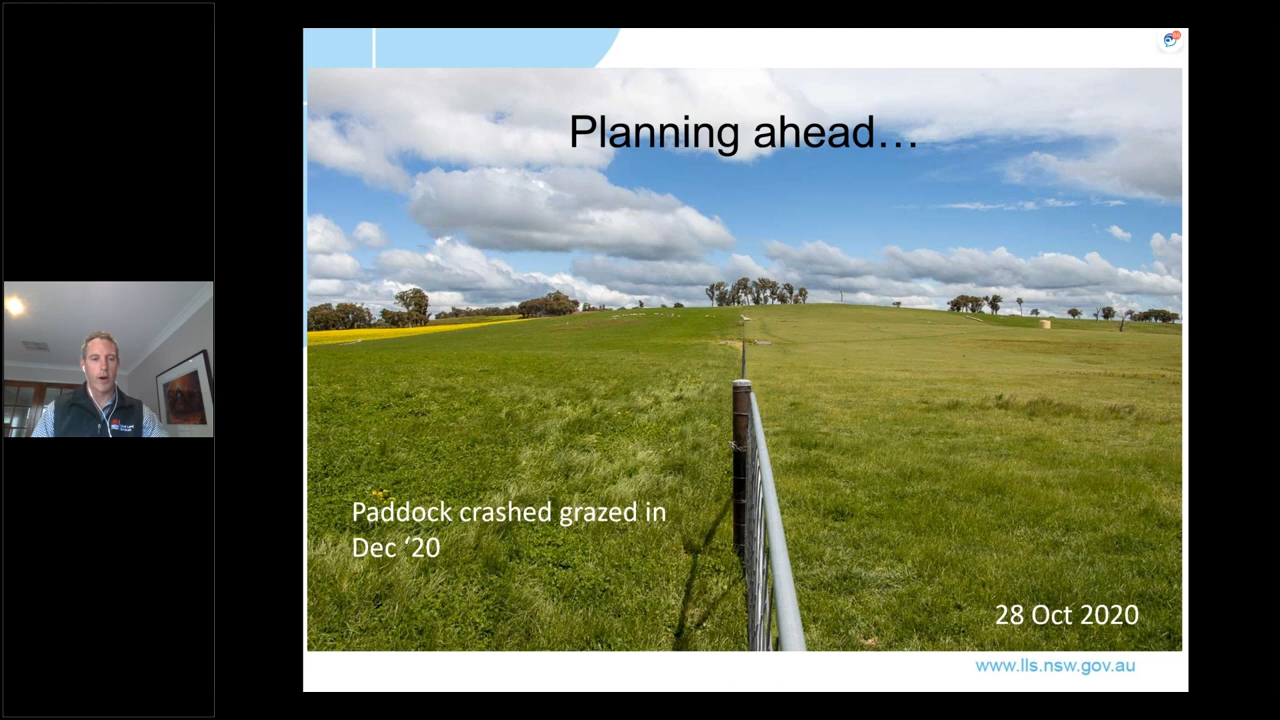 Planning ahead…
Paddock crashed grazed in
Dec ‘20
28 Oct 2020
www.lls.nsw.gov.au